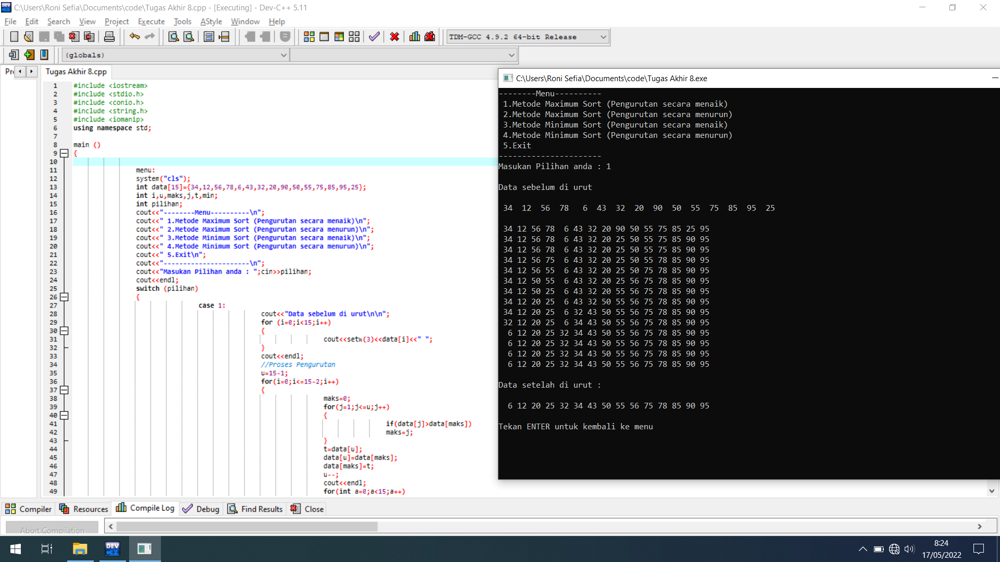 C:\Users\Roni Sefia\Documents\code\Tugas Akhir 8.cpp - [Executing] - Dev-C++ 5.11
File Edit Search View Project Execute Tools AStyle Window Help
TDM-GCC 4.9.2 64-bit Release
(globals)
Tugas Akhir 8.cpp
1 #include <iostream>
2 #include <stdio.h>
3 #include <conio.h>
4 #include <string.h>
5 #include <iomanip>
6 using namespace std;
7
8 main ()
9 {
10
11 menu:
12 system("cls");
13 int data[15]={34,12,56,78,6,43,32,20,90,50,55,75,85,95,25};
14 int i,u,maks,j,t,min;
15 int pilihan;
16 cout<<"--------Menu----------\n";
17 cout<<" 1.Metode Maximum Sort (Pengurutan secara menaik)\n";
18 cout<<" 2.Metode Maximum Sort (Pengurutan secara menurun)\n";
19 cout<<" 3.Metode Minimum Sort (Pengurutan secara menaik)\n";
20 cout<<" 4.Metode Minimum Sort (Pengurutan secara menurun)\n";
21 cout<<" 5.Exit\n";
22 cout<<"----------------------\n";
23 cout<<"Masukan Pilihan anda : ";cin>>pilihan;
24 cout<<endl;
25 switch (pilihan)
26 {
27 case 1:
28 cout<<"Data sebelum di urut\n\n";
29 for (i=0;i<15;i++)
30 {
31 cout<<setw(3)<<data[i]<<" ";
32 }
33 cout<<endl;
34 //Proses Pengurutan
35 u=15-1;
36 for(i=0;i<=15-2;i++)
37 {
38 maks=0;
39 for(j=1;j<=u;j++)
40 {
41 if(data[j]>data[maks])
42 maks=j;
43 }
44 t=data[u];
45 data[u]=data[maks];
46 data[maks]=t;
47 u--;
48 cout<<endl;
49 for(int a=0;a<15;a++)
C:\Users\Roni Sefia\Documents\code\Tugas Akhir 8.exe
--------Menu----------
1.Metode Maximum Sort (Pengurutan secara menaik)
2.Metode Maximum Sort (Pengurutan secara menurun)
3.Metode Minimum Sort (Pengurutan secara menaik)
4.Metode Minimum Sort (Pengurutan secara menurun)
5.Exit
----------------------
Masukan Pilihan anda : 1
Data sebelum di urut
34 12 56 78 6 43 32 20 90 50 55 75 85 95 25
34 12 56 78 6 43 32 20 90 50 55 75 85 25 95
34 12 56 78 6 43 32 20 25 50 55 75 85 90 95
34 12 56 78 6 43 32 20 25 50 55 75 85 90 95
34 12 56 75 6 43 32 20 25 50 55 78 85 90 95
34 12 56 55 6 43 32 20 25 50 75 78 85 90 95
34 12 50 55 6 43 32 20 25 56 75 78 85 90 95
34 12 50 25 6 43 32 20 55 56 75 78 85 90 95
34 12 20 25 6 43 32 50 55 56 75 78 85 90 95
34 12 20 25 6 32 43 50 55 56 75 78 85 90 95
32 12 20 25 6 34 43 50 55 56 75 78 85 90 95
6 12 20 25 32 34 43 50 55 56 75 78 85 90 95
6 12 20 25 32 34 43 50 55 56 75 78 85 90 95
6 12 20 25 32 34 43 50 55 56 75 78 85 90 95
6 12 20 25 32 34 43 50 55 56 75 78 85 90 95
Data setelah di urut :
6 12 20 25 32 34 43 50 55 56 75 78 85 90 95
Tekan ENTER untuk kembali ke menu
Compiler Resources Compile Log Debug Find Results Close
Abort Compilation
DEV C++
8:24
17/05/2022